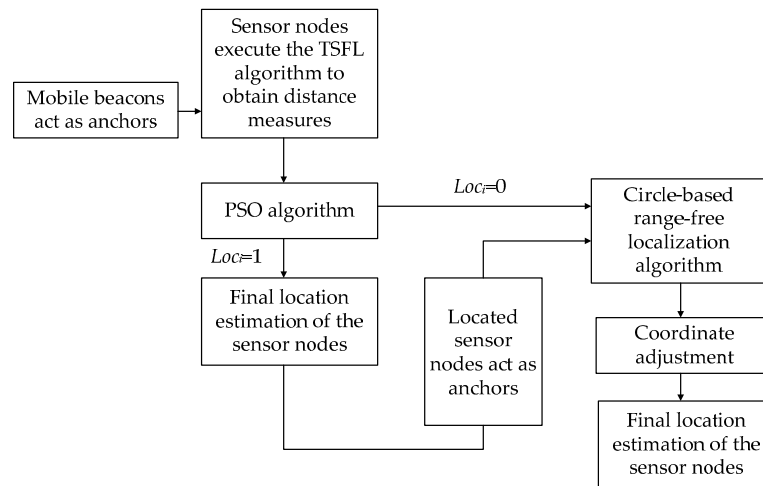 Sensor nodes
execute the TSFL
algorithm to
obtain distance
measures
Mobile beacons
act as anchors
PSO algorithm
Loci=0
Circle-based
range-free
localization
algorithm
Loci=1
Final location
estimation of the
sensor nodes
Located
sensor
nodes act as
anchors
Coordinate
adjustment
Final location
estimation of the
sensor nodes